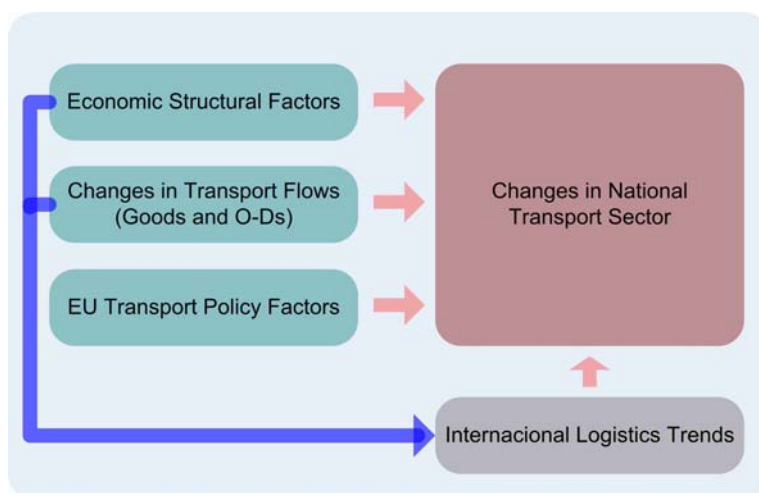 Economic Structural Factors
Changes in Transport Flows
(Goods and O-Ds)
EU Transport Policy Factors
Changes in National
Transport Sector
Internacional Logistics Trends